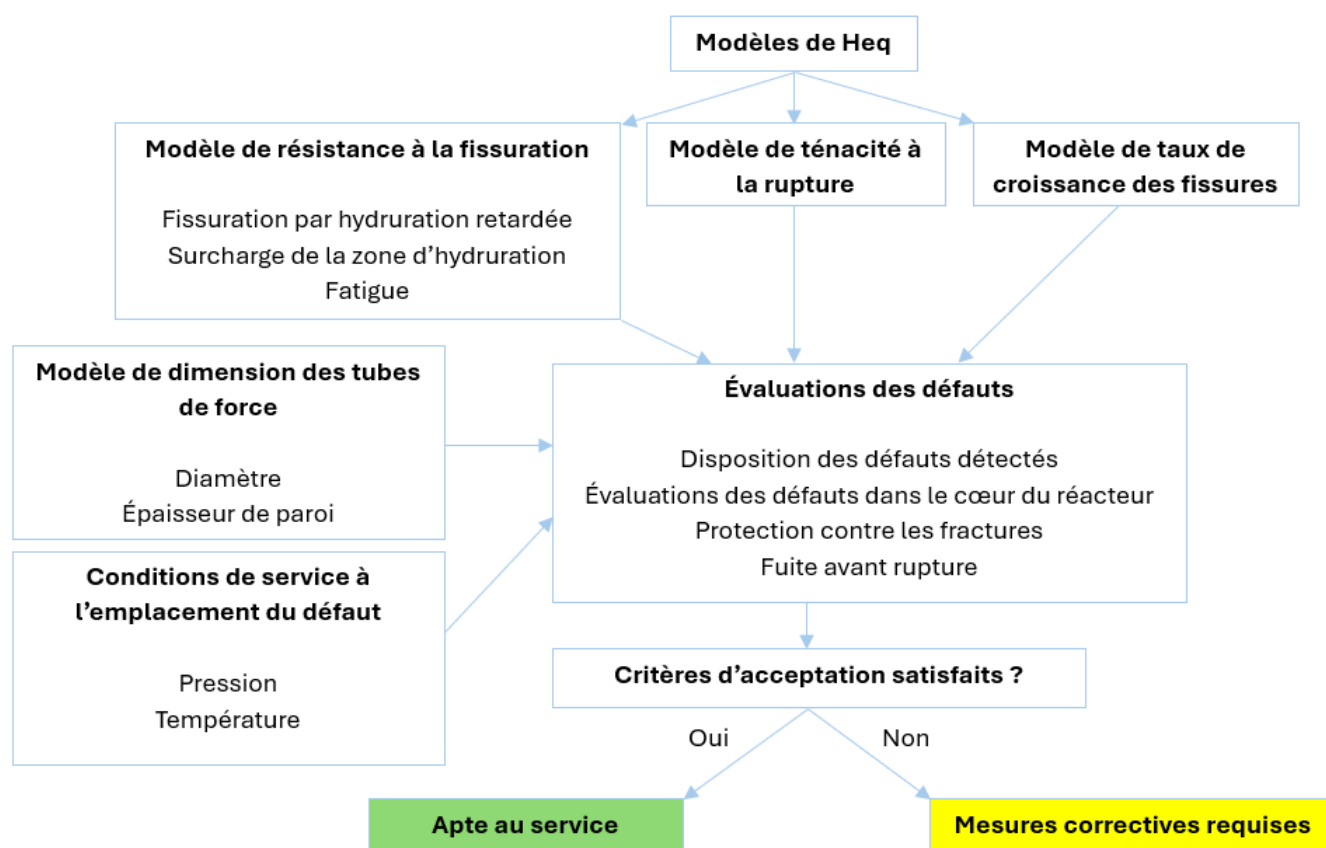 Modèles de Heq
Modèle de résistance à la fissuration
Fissuration par hydruration retardée
Surcharge de la zone d’hydruration
Fatigue
Modèle de ténacité à
la rupture
Modèle de taux de
croissance des fissures
Modèle de dimension des tubes
de force
Diamètre
Épaisseur de paroi
Conditions de service à
l’emplacement du défaut
Pression
Température
Évaluations des défauts
Disposition des défauts détectés
Évaluations des défauts dans le cœur du réacteur
Protection contre les fractures
Fuite avant rupture
Critères d’acceptation satisfaits ?
Oui
Non
Apte au service
Mesures correctives requises